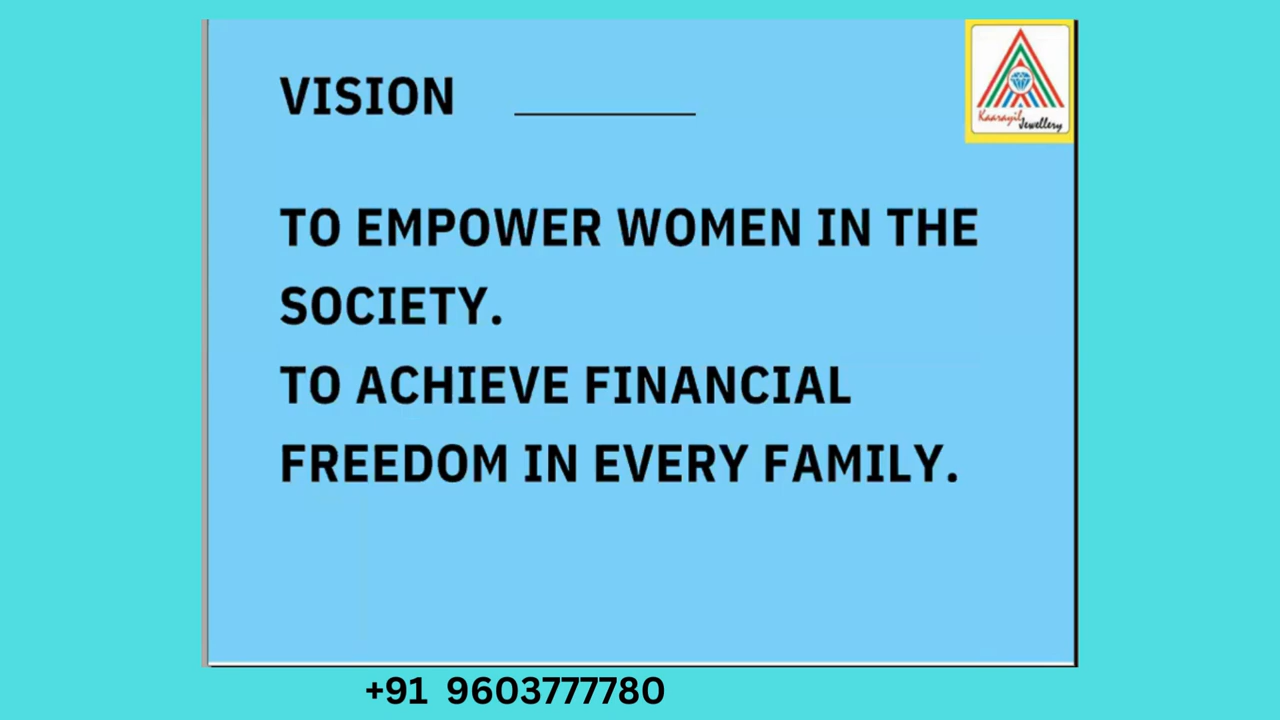 VISION
Kaarayil
Jewellery
TO EMPOWER WOMEN IN THE
SOCIETY.
TO ACHIEVE FINANCIAL
FREEDOM IN EVERY FAMILY.
+91 9603777780